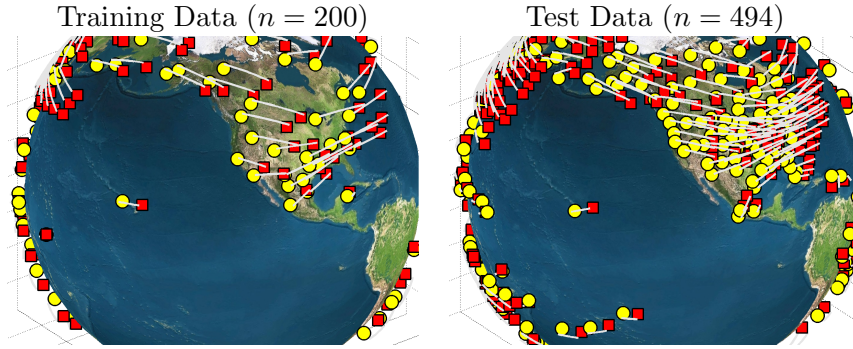 Training Data (n = 200)
Test Data (n = 494)